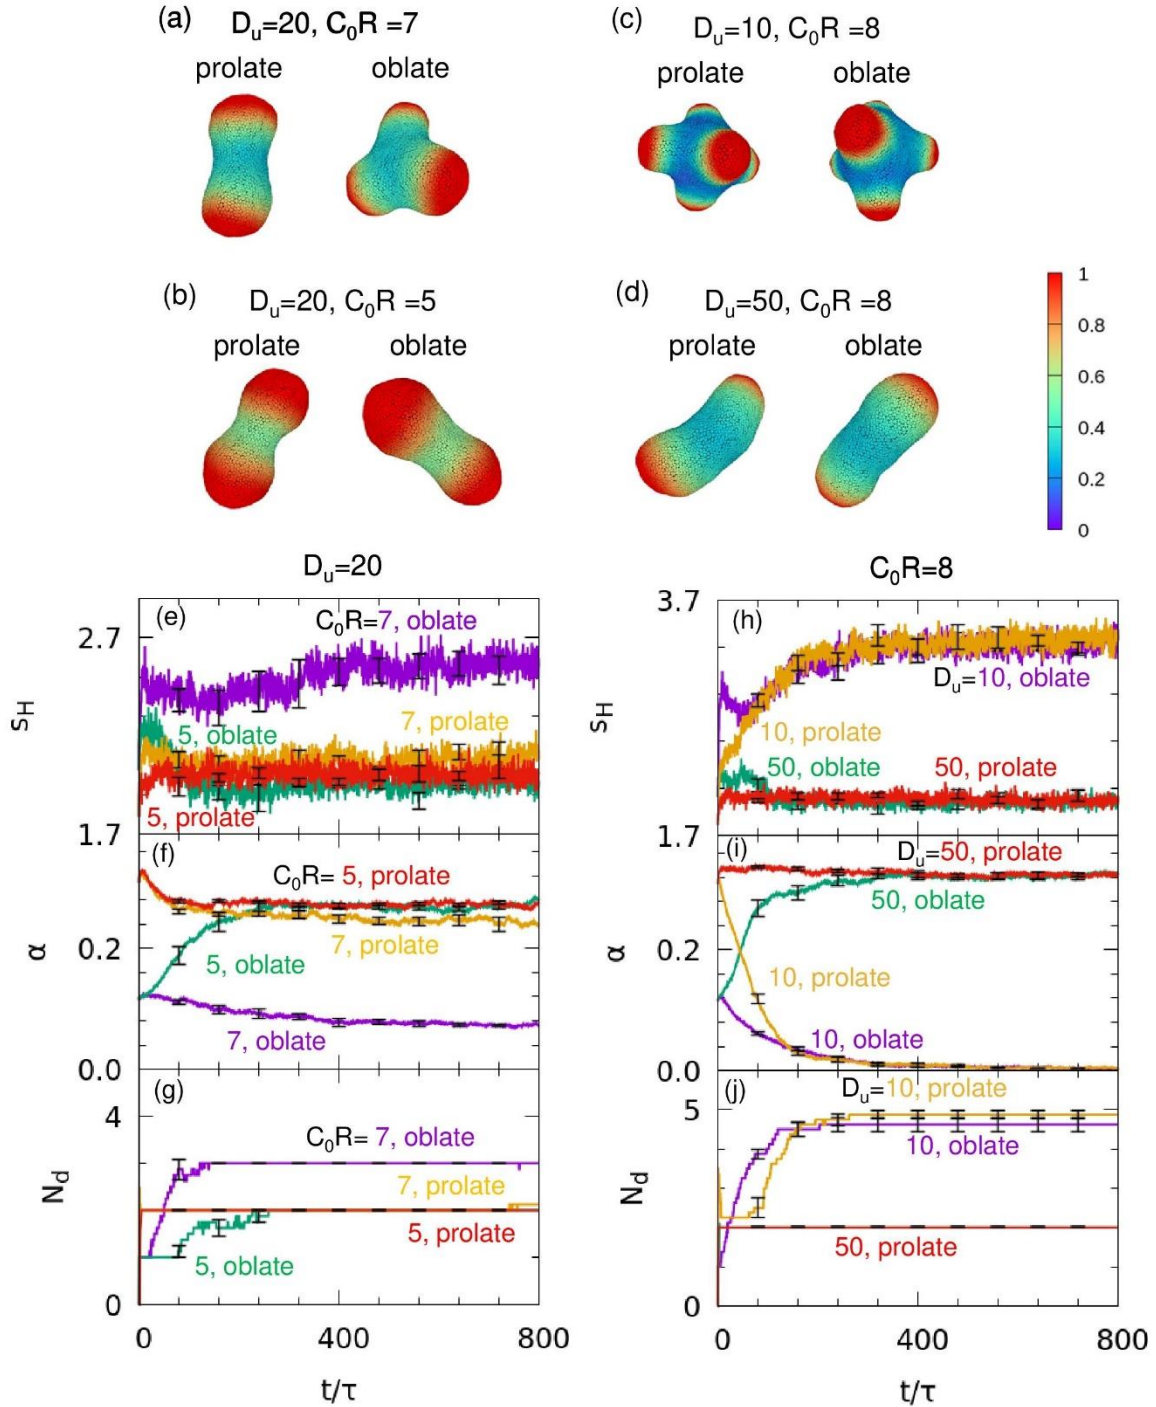 (a) D_u=20, C_0R =7
prolate oblate
(c) D_u=10, C_0R =8
prolate oblate
(b) D_u=20, C_0R =5
prolate oblate
(d) D_u=50, C_0R =8
prolate oblate
1
0.8
0.6
0.4
0.2
0
D_u=20
(e) C_0R=7, oblate
2.7
5, oblate
7, prolate
5, prolate
1.7
s_H
(f)
C_0R= 5, prolate
0.2
7, prolate
5, oblate
7, oblate
0.0
α
(g)
4
C_0R= 7, oblate
7, prolate
5, prolate
5, oblate
0
N_d
0 400 800
t/τ
C_0R=8
3.7
(h)
D_u=10, oblate
10, prolate
50, oblate
50, prolate
1.7
s_H
(i)
D_u=50, prolate
50, oblate
0.2
10, prolate
10, oblate
0.0
α
(j)
D_u=10, prolate
5
10, oblate
50, prolate
0
N_d
0 400 800
t/τ